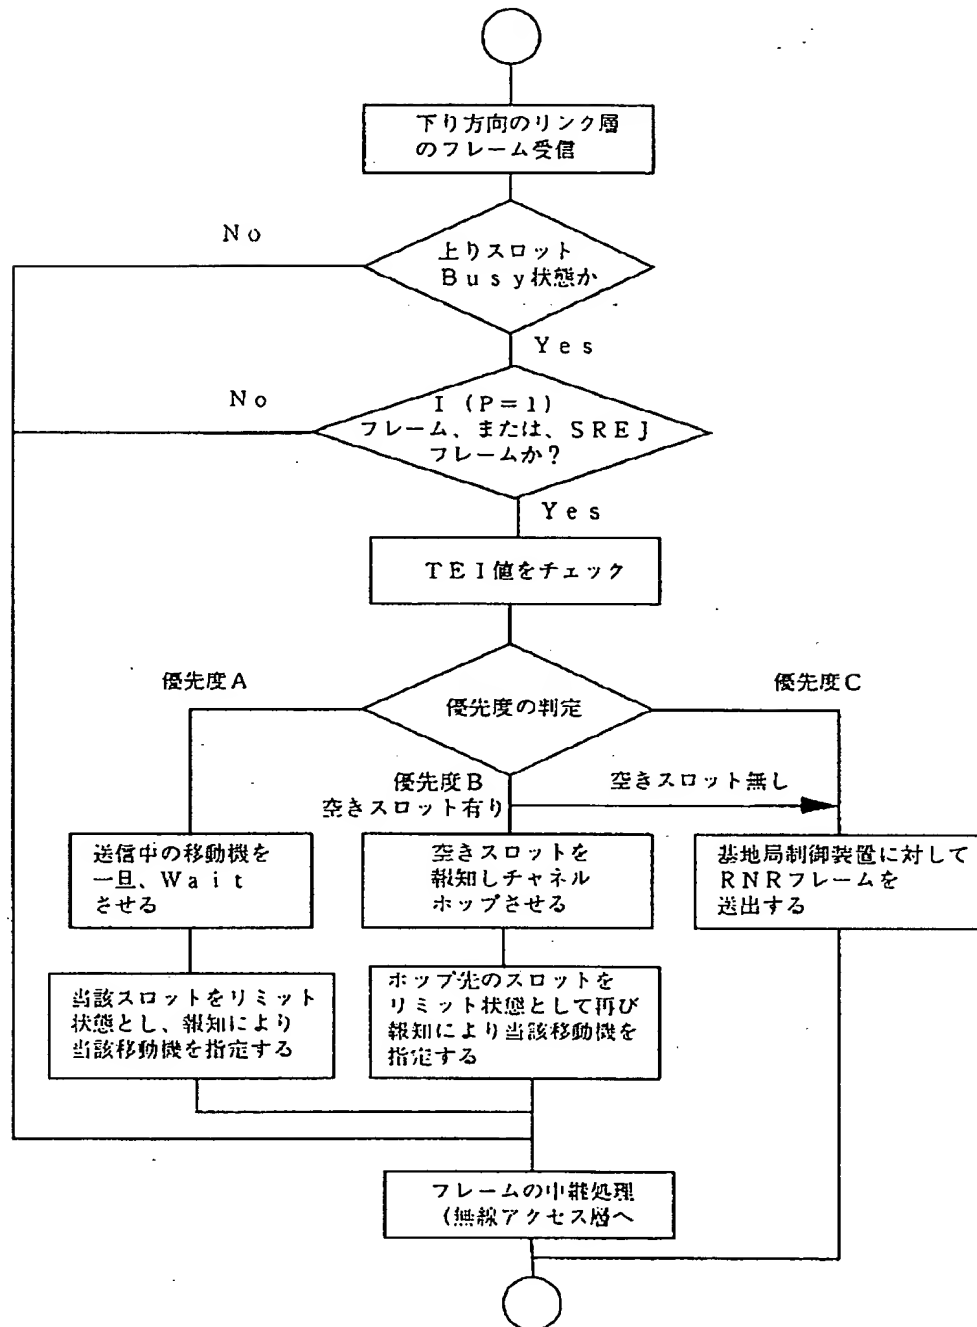 下り方向のリンク層
のフレーム受信
No
上りスロット
Busy状態か
Yes
No
I (P=1)
フレーム、または、SREJ
フレームか?
Yes
TEI値をチェック
優先度A
優先度C
優先度の判定
優先度B
空きスロット有り
空きスロット無し
送信中の移動機を
一旦、Wait
させる
空きスロットを
報知しチャネル
ホップさせる
基地局制御装置に対して
RNRフレームを
送出する
当該スロットをリミット
状態とし、報知により
当該移動機を指定する
ホップ先のスロットを
リミット状態として再び
報知により当該移動機を
指定する
フレームの中継処理
(無線アクセス層へ